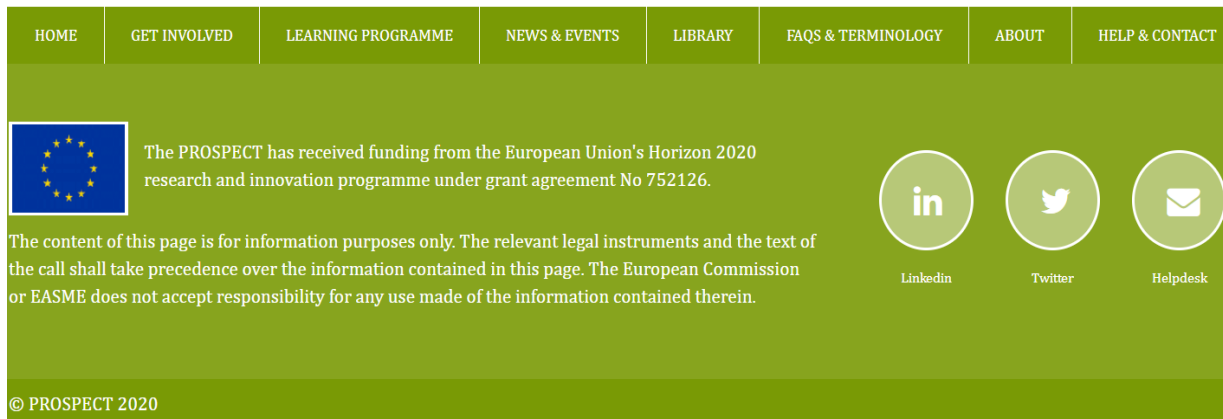 HOME GET INVOLVED LEARNING PROGRAMME NEWS & EVENTS LIBRARY FAQS & TERMINOLOGY ABOUT HELP & CONTACT
The PROSPECT has received funding from the European Union's Horizon 2020
research and innovation programme under grant agreement No 752126.
The content of this page is for information purposes only. The relevant legal instruments and the text of
the call shall take precedence over the information contained in this page. The European Commission
or EASME does not accept responsibility for any use made of the information contained therein.
in
Linkedin Twitter Helpdesk
© PROSPECT 2020